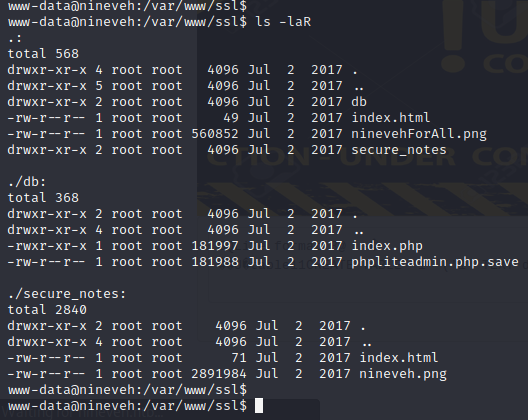 www-data@nineveh:/var/www/ssl$
www-data@nineveh:/var/www/ssl$ ls -laR
.:
total 568
drwxr-xr-x 4 root root   4096 Jul  2  2017 .
drwxr-xr-x 5 root root   4096 Jul  2  2017 ..
drwxr-xr-x 2 root root   4096 Jul  2  2017 db
-rw-r--r-- 1 root root     49 Jul  2  2017 index.html
-rw-r--r-- 1 root root 560852 Jul  2  2017 ninevehForAll.png
drwxr-xr-x 2 root root   4096 Jul  2  2017 secure_notes
CTION - UNDER CON
./db:
total 368
drwxr-xr-x 2 root root   4096 Jul  2  2017 .
drwxr-xr-x 4 root root   4096 Jul  2  2017 ..
-rwxr-xr-x 1 root root 181997 Jul  2  2017 index.php
-rw-r--r-- 1 root root 181988 Jul  2  2017 phpliteadmin.php.save

./secure_notes:
total 2840
drwxr-xr-x 2 root root    4096 Jul  2  2017 .
drwxr-xr-x 4 root root    4096 Jul  2  2017 ..
-rw-r--r-- 1 root root      71 Jul  2  2017 index.html
-rw-r--r-- 1 root root 2891984 Jul  2  2017 nineveh.png
www-data@nineveh:/var/www/ssl$
www-data@nineveh:/var/www/ssl$